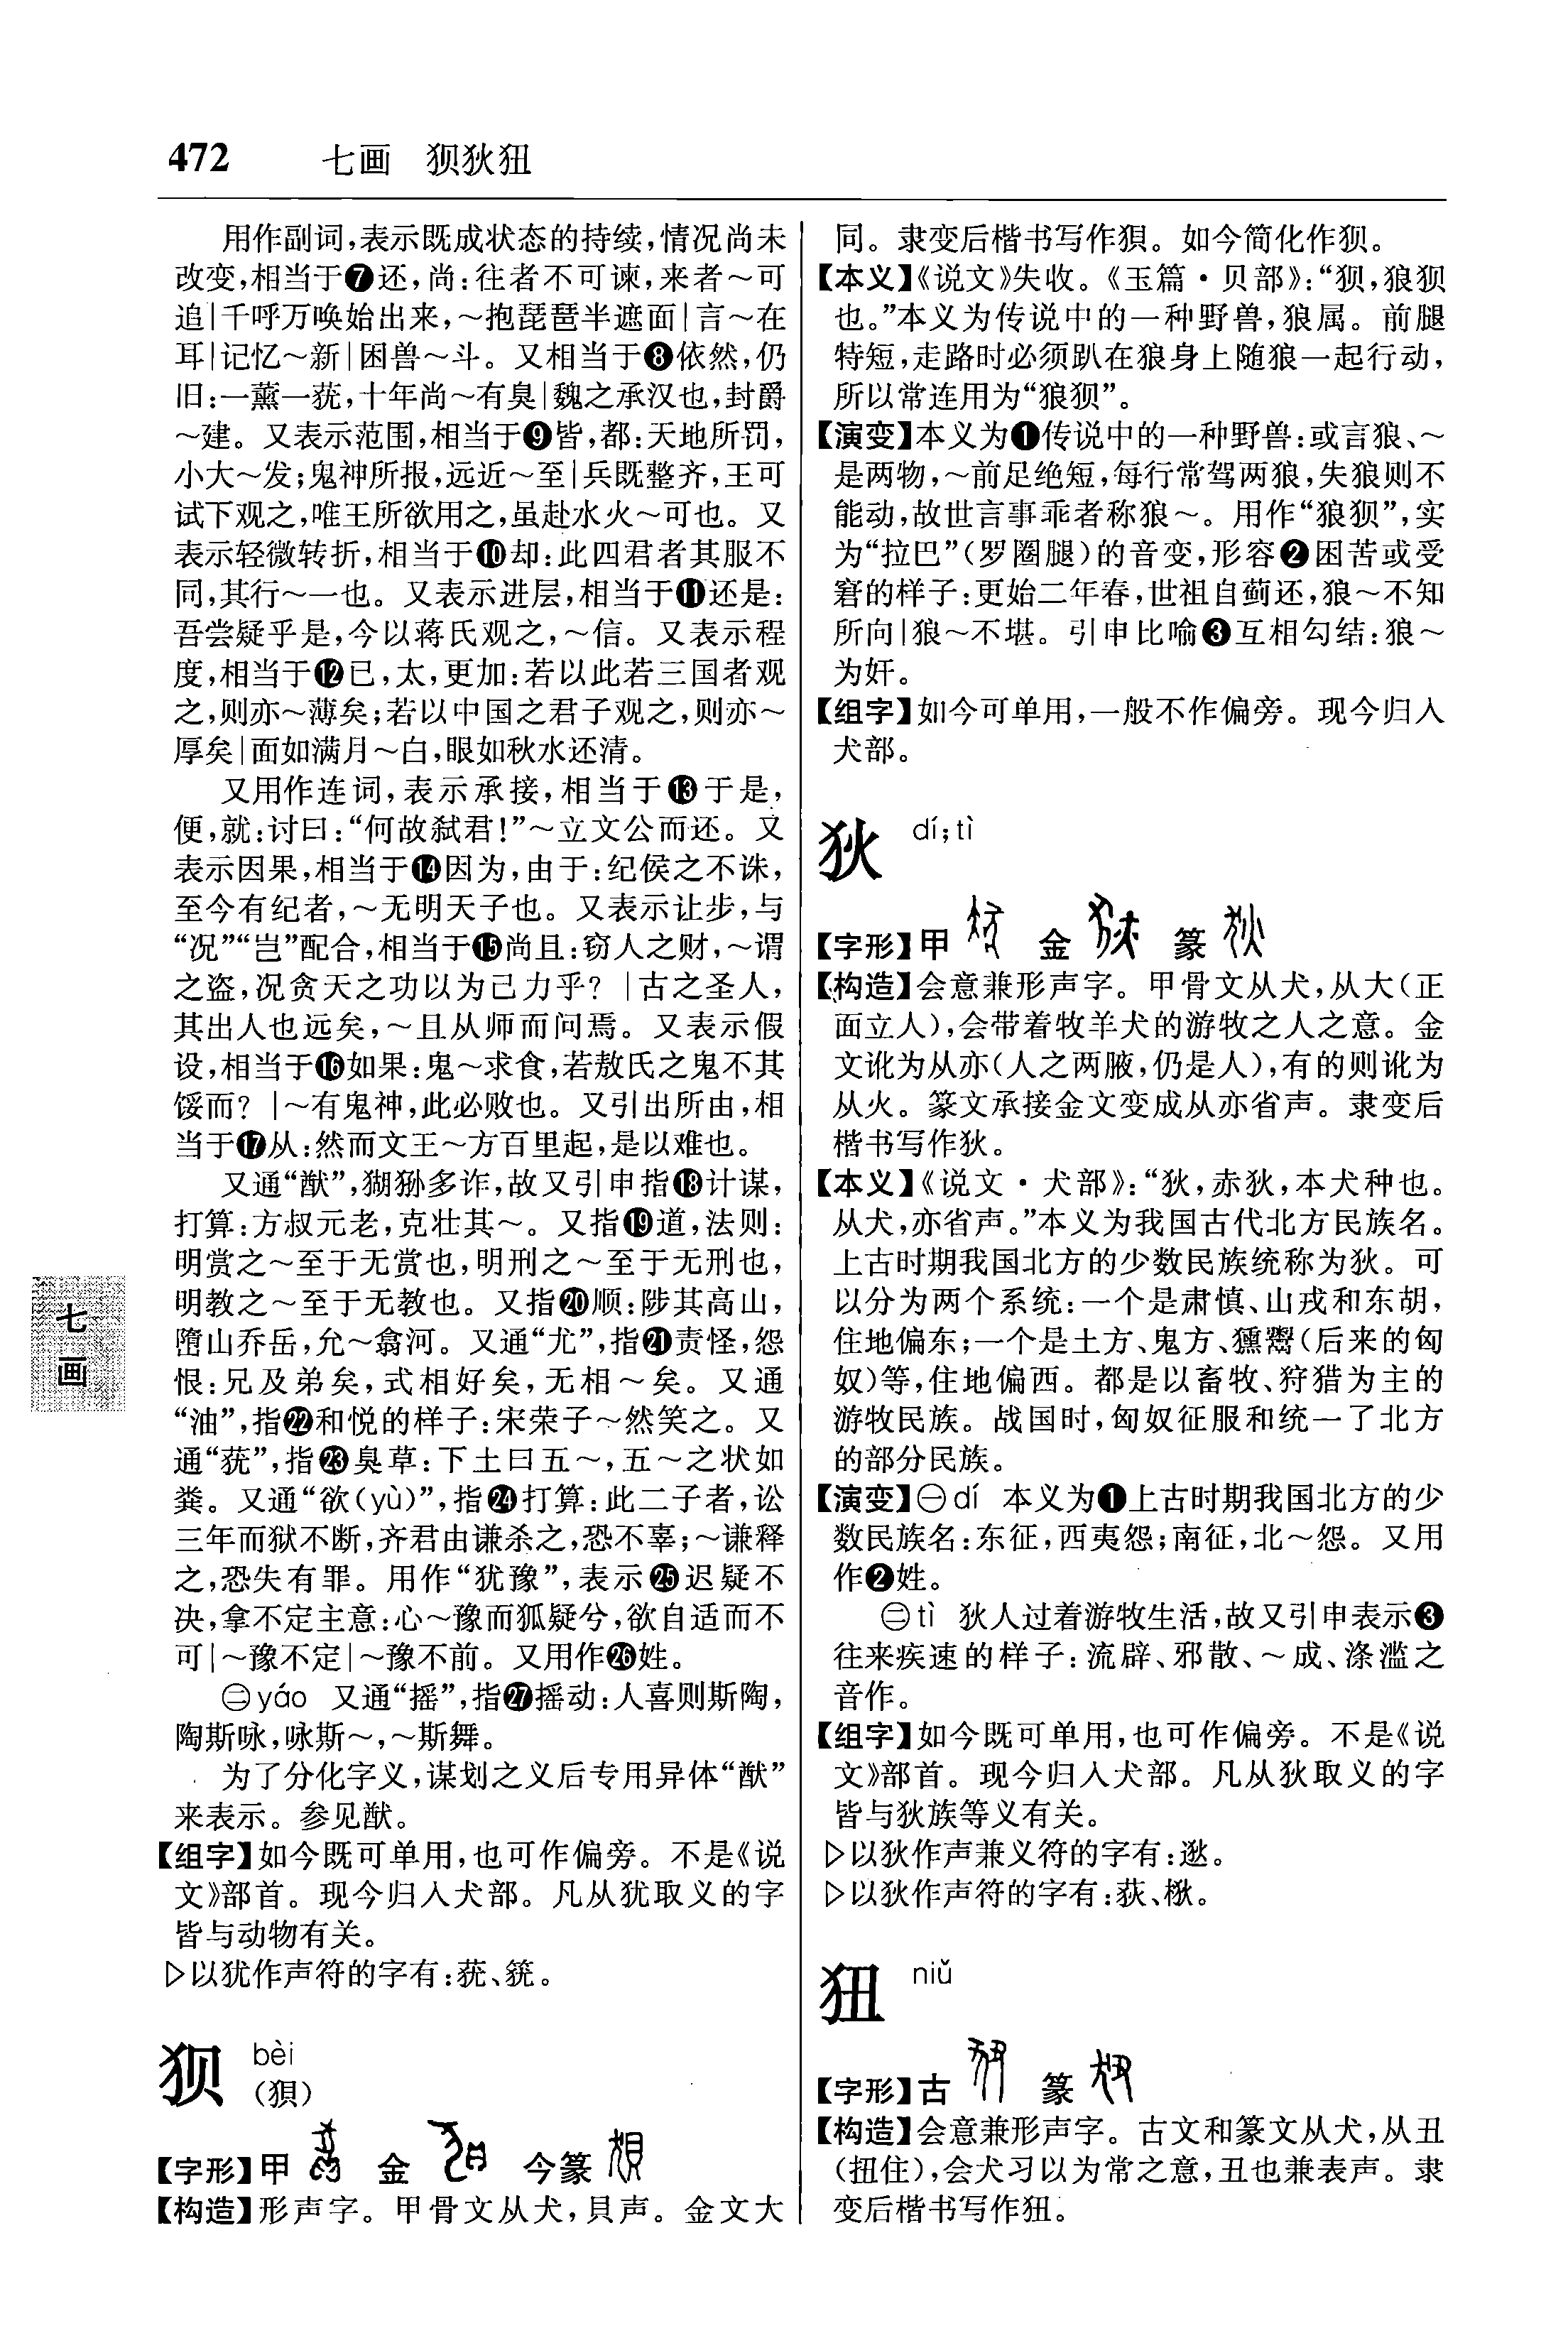 472 七画 狈狄狃
用作副词,表示既成状态的持续,情况尚未
改变,相当于❼还,尚:往者不可谏,来者～可
追|千呼万唤始出来,～抱琵琶半遮面|言～在
耳|记忆～新|困兽～斗。又相当于❽依然,仍
旧:一薰一莸,十年尚～有臭|魏之承汉也,封爵
～建。又表示范围,相当于❾皆,都:天地所罚,
小大～发;鬼神所报,远近～至|兵既整齐,王可
试下观之,唯王所欲用之,虽赴水火～可也。又
表示轻微转折,相当于❿却:此四君者其服不
同,其行～一也。又表示进层,相当于⓫还是:
吾尝疑乎是,今以蒋氏观之,～信。又表示程
度,相当于⓬已,太,更加:若以此若三国者观
之,则亦～薄矣;若以中国之君子观之,则亦～
厚矣|面如满月～白,眼如秋水还清。
又用作连词,表示承接,相当于⓭于是,
便,就:讨曰:“何故弑君!”～立文公而还。又
表示因果,相当于⓮因为,由于:纪侯之不诛,
至今有纪者,～无明天子也。又表示让步,与
“况”“岂”配合,相当于⓯尚且:窃人之财,～谓
之盗,况贪天之功以为己力乎?|古之圣人,
其出人也远矣,～且从师而问焉。又表示假
设,相当于⓰如果:鬼～求食,若敖氏之鬼不其
馁而?|～有鬼神,此必败也。又引出所由,相
当于⓱从:然而文王～方百里起,是以难也。
又通“猷”,猢狲多诈,故又引申指⓲计谋,
打算:方叔元老,克壮其～。又指⓳道,法则:
明赏之～至于无赏也,明刑之～至于无刑也,
明教之～至于无教也。又指⓴顺:陟其高山,
嶞山乔岳,允～翕河。又通“尤”,指㉑责怪,怨
恨:兄及弟矣,式相好矣,无相～矣。又通
“油”,指㉒和悦的样子:宋荣子～然笑之。又
通“莸”,指㉓臭草:下土曰五～,五～之状如
粪。又通“欲(yù)”,指㉔打算:此二子者,讼
三年而狱不断,齐君由谦杀之,恐不辜;～谦释
之,恐失有罪。用作“犹豫”,表示㉕迟疑不
决,拿不定主意:心～豫而狐疑兮,欲自适而不
可|～豫不定|～豫不前。又用作㉖姓。
㊁yáo 又通“摇”,指㉗摇动:人喜则斯陶,
陶斯咏,咏斯～,～斯舞。
为了分化字义,谋划之义后专用异体“猷”
来表示。参见猷。
【组字】如今既可单用,也可作偏旁。不是《说
文》部首。现今归入犬部。凡从犹取义的字
皆与动物有关。
▷以犹作声符的字有:莸、㹨。
狈 bèi
(狽)
【字形】甲 金 今篆
【构造】形声字。甲骨文从犬,貝声。金文大
同。隶变后楷书写作狽。如今简化作狈。
【本义】《说文》失收。《玉篇·贝部》:“狈,狼狈
也。”本义为传说中的一种野兽,狼属。前腿
特短,走路时必须趴在狼身上随狼一起行动,
所以常连用为“狼狈”。
【演变】本义为❶传说中的一种野兽:或言狼、～
是两物,～前足绝短,每行常驾两狼,失狼则不
能动,故世言事乖者称狼～。用作“狼狈”,实
为“拉巴”(罗圈腿)的音变,形容❷困苦或受
窘的样子:更始二年春,世祖自蓟还,狼～不知
所向|狼～不堪。引申比喻❸互相勾结:狼～
为奸。
【组字】如今可单用,一般不作偏旁。现今归入
犬部。
狄 dí;tì
【字形】甲 金 篆
【构造】会意兼形声字。甲骨文从犬,从大(正
面立人),会带着牧羊犬的游牧之人之意。金
文讹为从亦(人之两腋,仍是人),有的则讹为
从火。篆文承接金文变成从亦省声。隶变后
楷书写作狄。
【本义】《说文·犬部》:“狄,赤狄,本犬种也。
从犬,亦省声。”本义为我国古代北方民族名。
上古时期我国北方的少数民族统称为狄。可
以分为两个系统:一个是肃慎、山戎和东胡,
住地偏东;一个是土方、鬼方、獯鬻(后来的匈
奴)等,住地偏西。都是以畜牧、狩猎为主的
游牧民族。战国时,匈奴征服和统一了北方
的部分民族。
【演变】㊀dí 本义为❶上古时期我国北方的少
数民族名:东征,西夷怨;南征,北～怨。又用
作❷姓。
㊁tì 狄人过着游牧生活,故又引申表示❸
往来疾速的样子:流辟、邪散、～成、涤滥之
音作。
【组字】如今既可单用,也可作偏旁。不是《说
文》部首。现今归入犬部。凡从狄取义的字
皆与狄族等义有关。
▷以狄作声兼义符的字有:逖。
▷以狄作声符的字有:荻、楸。
狃 niǔ
【字形】古 篆
【构造】会意兼形声字。古文和篆文从犬,从丑
(扭住),会犬习以为常之意,丑也兼表声。隶
变后楷书写作狃。
七
画